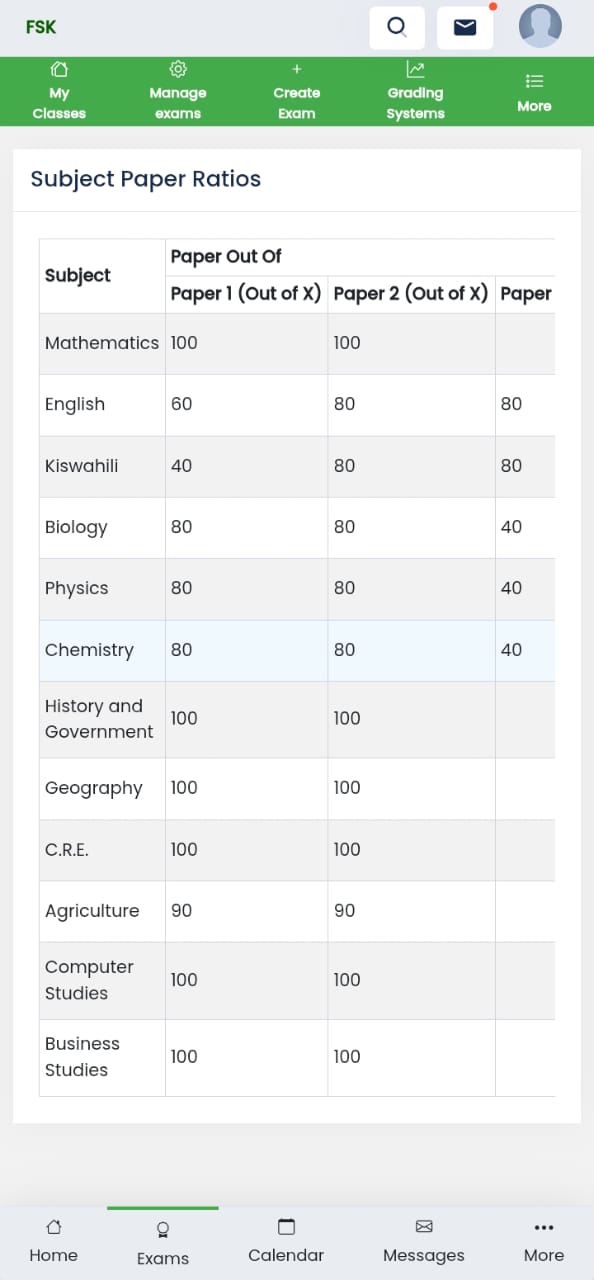 FSK
My
Classes
Manage
exams
Create
Exam
Grading
Systems
More
Subject Paper Ratios
Subject
Paper Out Of
Paper 1 (Out of X) Paper 2 (Out of X) Paper
Mathematics 100 100
English 60 80 80
Kiswahili 40 80 80
Biology 80 80 40
Physics 80 80 40
Chemistry 80 80 40
History and
Government 100 100
Geography 100 100
C.R.E. 100 100
Agriculture 90 90
Computer
Studies 100 100
Business
Studies 100 100
Home
Exams
Calendar
Messages
More